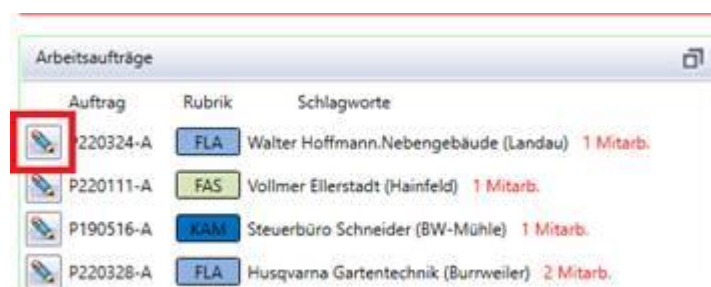 Arbeitsaufträge
Auftrag Rubrik Schlagworte
P220324-A FLA Walter Hoffmann.Nebengebäude (Landau) 1 Mitarb.
P220111-A FAS Vollmer Ellerstadt (Hainfeld) 1 Mitarb.
P190516-A KAM Steuerbüro Schneider (BW-Mühle) 1 Mitarb.
P220328-A FLA Husqvarna Gartentechnik (Burrweiler) 2 Mitarb.